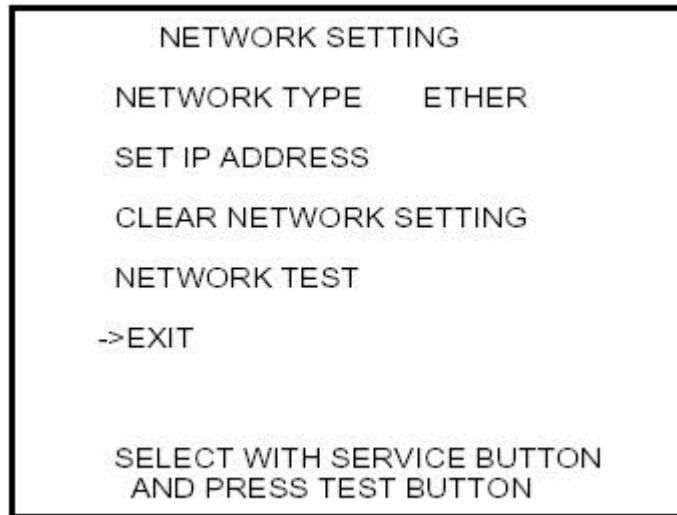 NETWORK SETTING
NETWORK TYPE ETHER
SET IP ADDRESS
CLEAR NETWORK SETTING
NETWORK TEST
->EXIT
SELECT WITH SERVICE BUTTON
AND PRESS TEST BUTTON